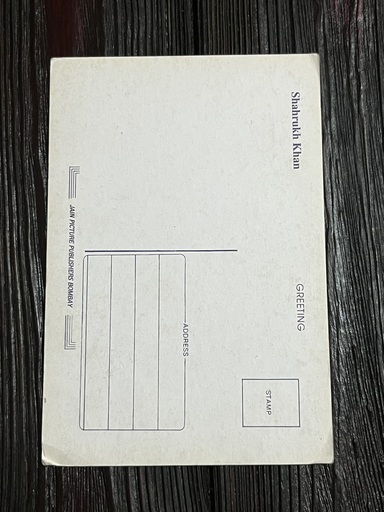 Shahrukh Khan
GREETING
STAMP
ADDRESS
JAIN PICTURE PUBLISHERS BOMBAY